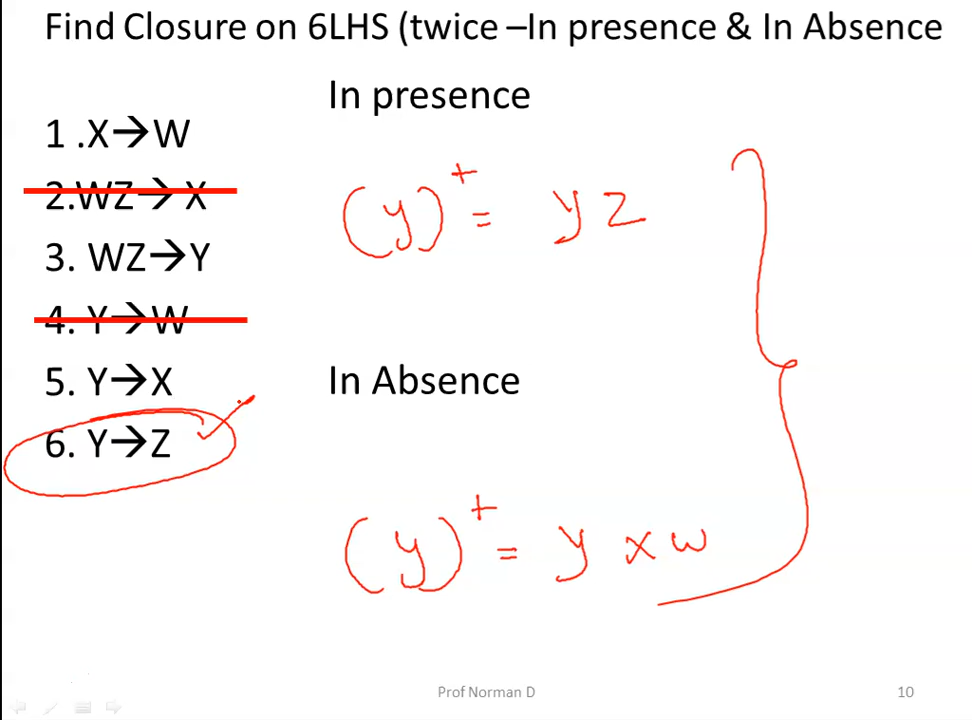 Find Closure on 6LHS (twice –In presence & In Absence
In presence
1 .X→W
2.WZ→ X
(y)+ = y z
3. WZ→Y
4. Y→W
5. Y→X
In Absence
6. Y→Z
(y)+ = y x w
Prof Norman D
10